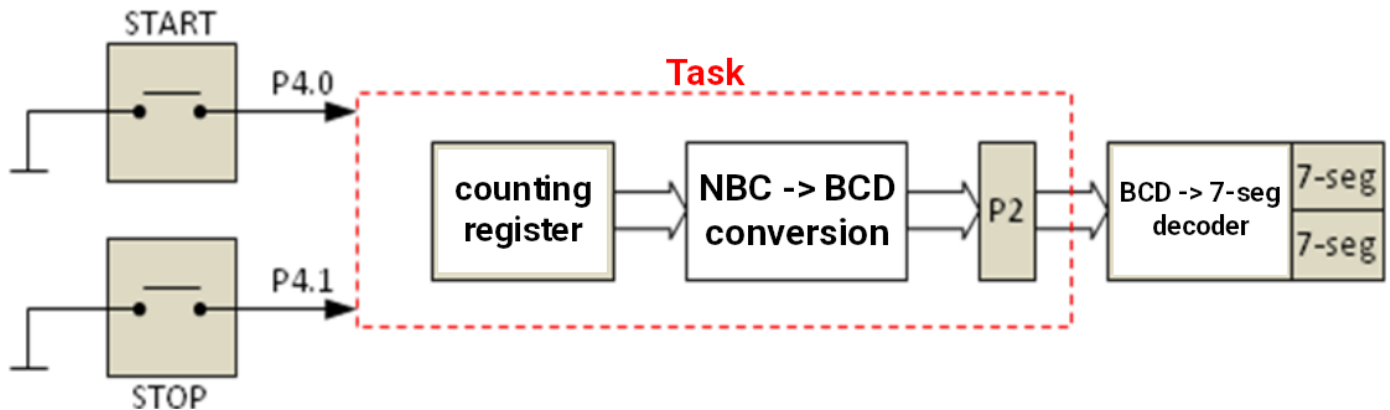 START
P4.0
Task
counting
register
NBC -> BCD
conversion
P2
BCD -> 7-seg
decoder
7-seg
7-seg
P4.1
STOP